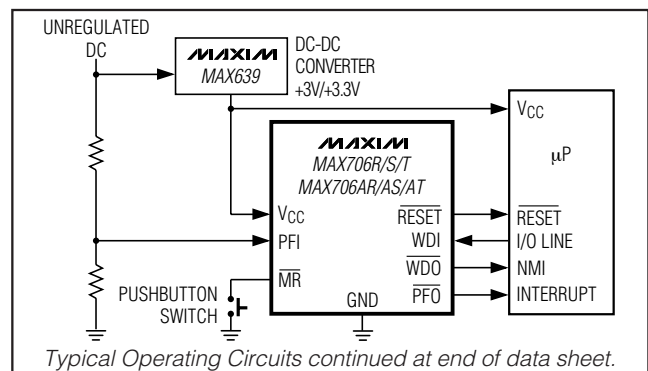 UNREGULATED
DC
MAXIM
MAX639
DC-DC
CONVERTER
+3V/+3.3V
VCC
μP
MAXIM
MAX706R/S/T
MAX706AR/AS/AT
VCC
RESET
RESET
PFI
WDI
I/O LINE
MR
WDO
NMI
PUSHBUTTON
SWITCH
GND
PFO
INTERRUPT
Typical Operating Circuits continued at end of data sheet.